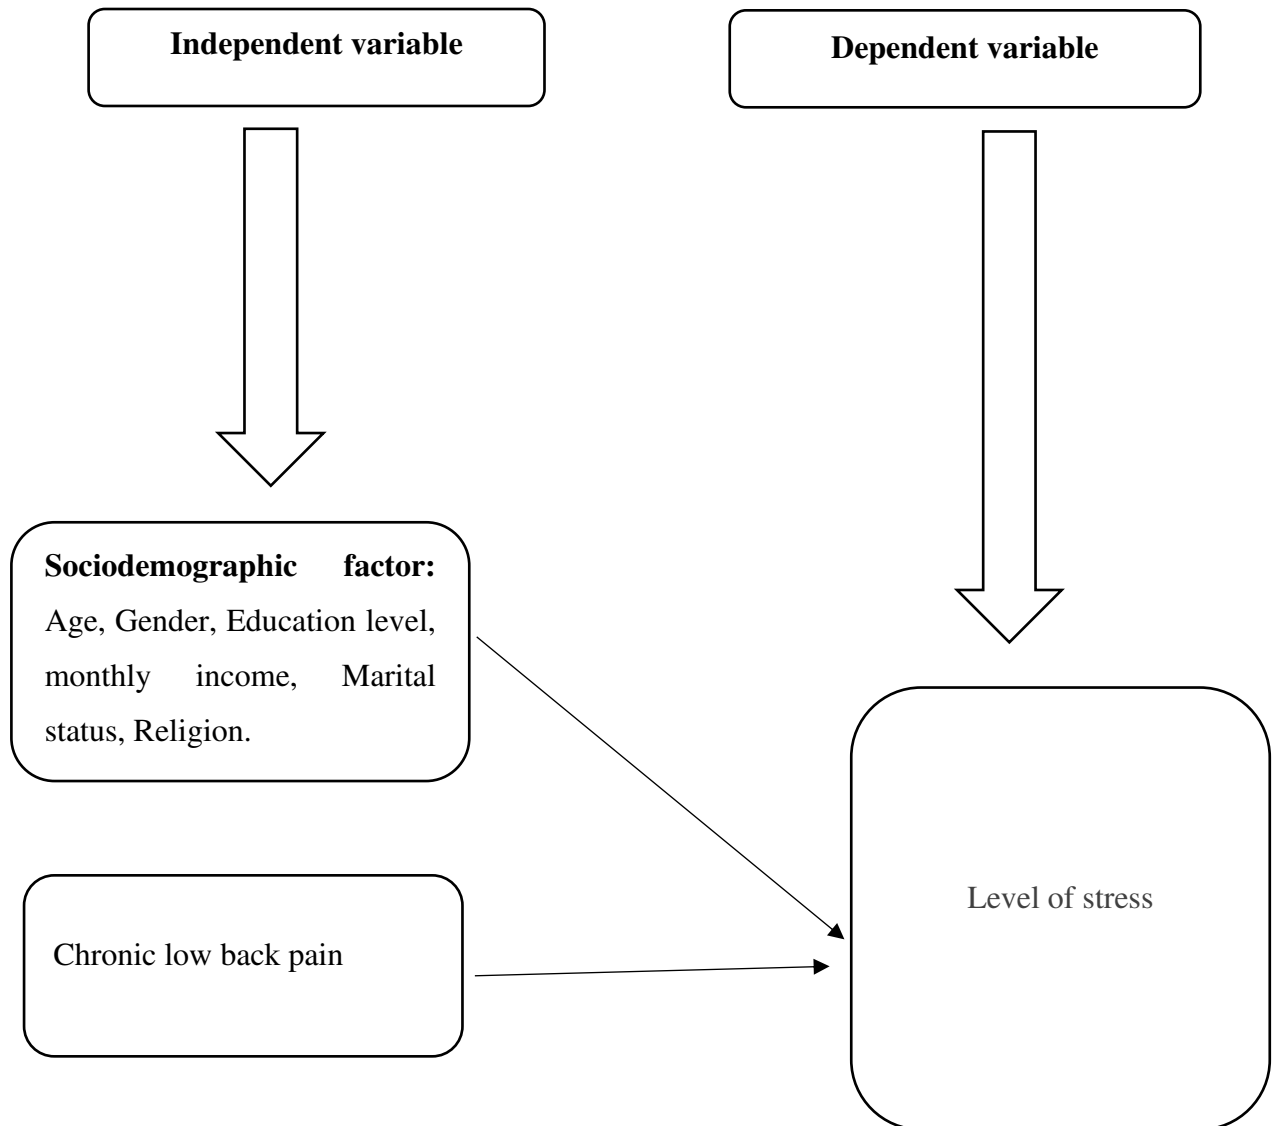 Independent variable
Dependent variable
Sociodemographic factor:
Age, Gender, Education level,
monthly income, Marital
status, Religion.
Chronic low back pain
Level of stress